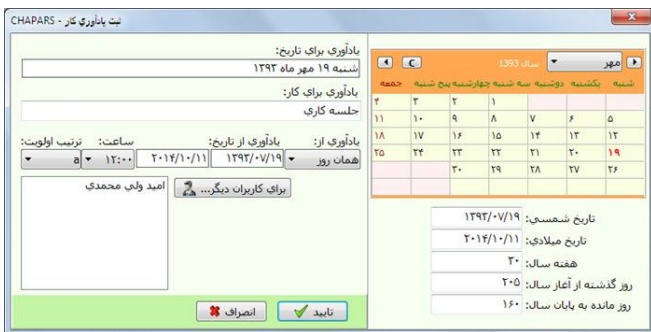 ثبت یادآوری کار - CHAPARS
یادآوری برای تاریخ:
شنبه ۱۹ مهر ماه ۱۳۹۳
یادآوری برای کار:
جلسه کاری
یادآوری از: یادآوری از تاریخ: ساعت: ترتیب اولویت:
همان روز ۱۳۹۳/۰۷/۱۹ ۲۰۱۴/۱۰/۱۱ ۱۲:۰۰ a
برای کاربران دیگر...
امید ولی محمدی
تایید انصراف
مهر سال 1393 C
شنبه یکشنبه دوشنبه سه شنبه چهارشنبه پنج شنبه جمعه
۱ ۲ ۳ ۴
۵ ۶ ۷ ۸ ۹ ۱۰ ۱۱
۱۲ ۱۳ ۱۴ ۱۵ ۱۶ ۱۷ ۱۸
۱۹ ۲۰ ۲۱ ۲۲ ۲۳ ۲۴ ۲۵
۲۶ ۲۷ ۲۸ ۲۹ ۳۰
تاریخ شمسی: ۱۳۹۳/۰۷/۱۹
تاریخ میلادی: ۲۰۱۴/۱۰/۱۱
هفته سال: ۳۰
روز گذشته از آغاز سال: ۲۰۵
روز مانده به پایان سال: ۱۶۰